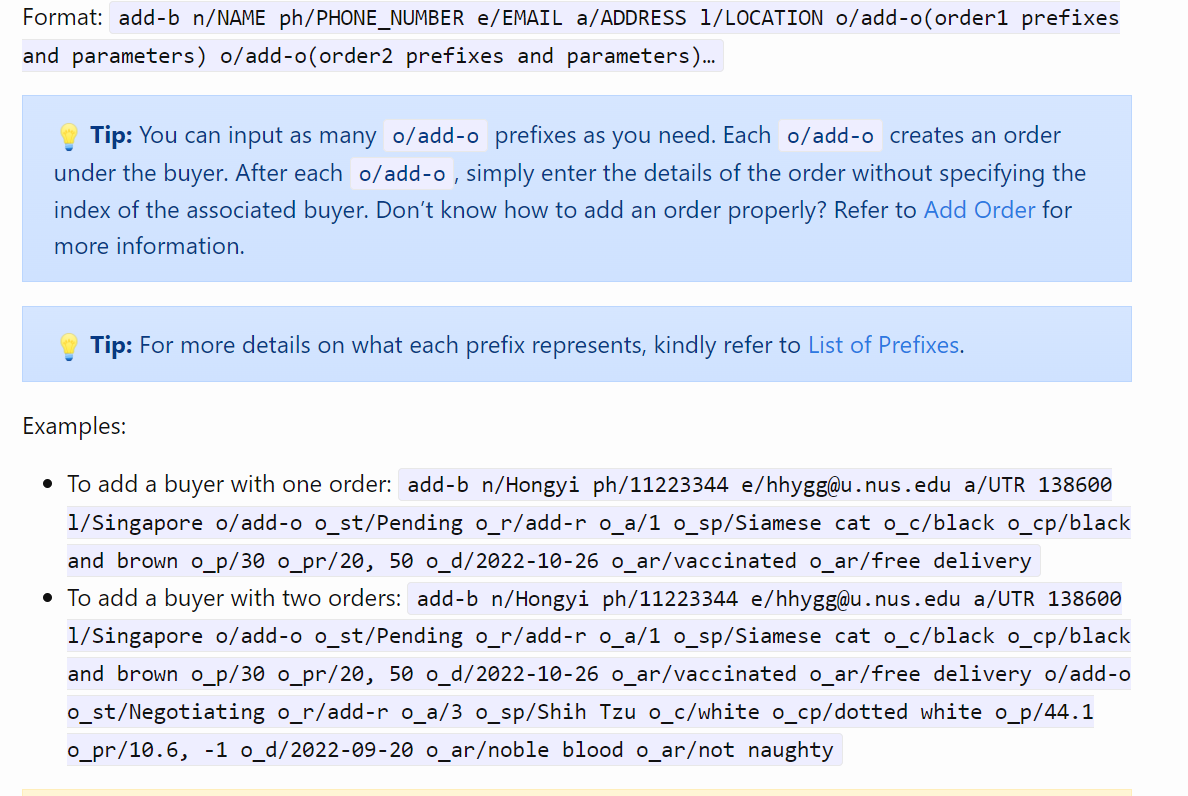 Format: add-b n/NAME ph/PHONE_NUMBER e/EMAIL a/ADDRESS l/LOCATION o/add-o(order1 prefixes
and parameters) o/add-o(order2 prefixes and parameters)…
💡 Tip: You can input as many o/add-o prefixes as you need. Each o/add-o creates an order
under the buyer. After each o/add-o, simply enter the details of the order without specifying the
index of the associated buyer. Don’t know how to add an order properly? Refer to Add Order for
more information.
💡 Tip: For more details on what each prefix represents, kindly refer to List of Prefixes.
Examples:
• To add a buyer with one order: add-b n/Hongyi ph/11223344 e/hhygg@u.nus.edu a/UTR 138600
l/Singapore o/add-o o_st/Pending o_r/add-r o_a/1 o_sp/Siamese cat o_c/black o_cp/black
and brown o_p/30 o_pr/20, 50 o_d/2022-10-26 o_ar/vaccinated o_ar/free delivery
• To add a buyer with two orders: add-b n/Hongyi ph/11223344 e/hhygg@u.nus.edu a/UTR 138600
l/Singapore o/add-o o_st/Pending o_r/add-r o_a/1 o_sp/Siamese cat o_c/black o_cp/black
and brown o_p/30 o_pr/20, 50 o_d/2022-10-26 o_ar/vaccinated o_ar/free delivery o/add-o
o_st/Negotiating o_r/add-r o_a/3 o_sp/Shih Tzu o_c/white o_cp/dotted white o_p/44.1
o_pr/10.6, -1 o_d/2022-09-20 o_ar/noble blood o_ar/not naughty